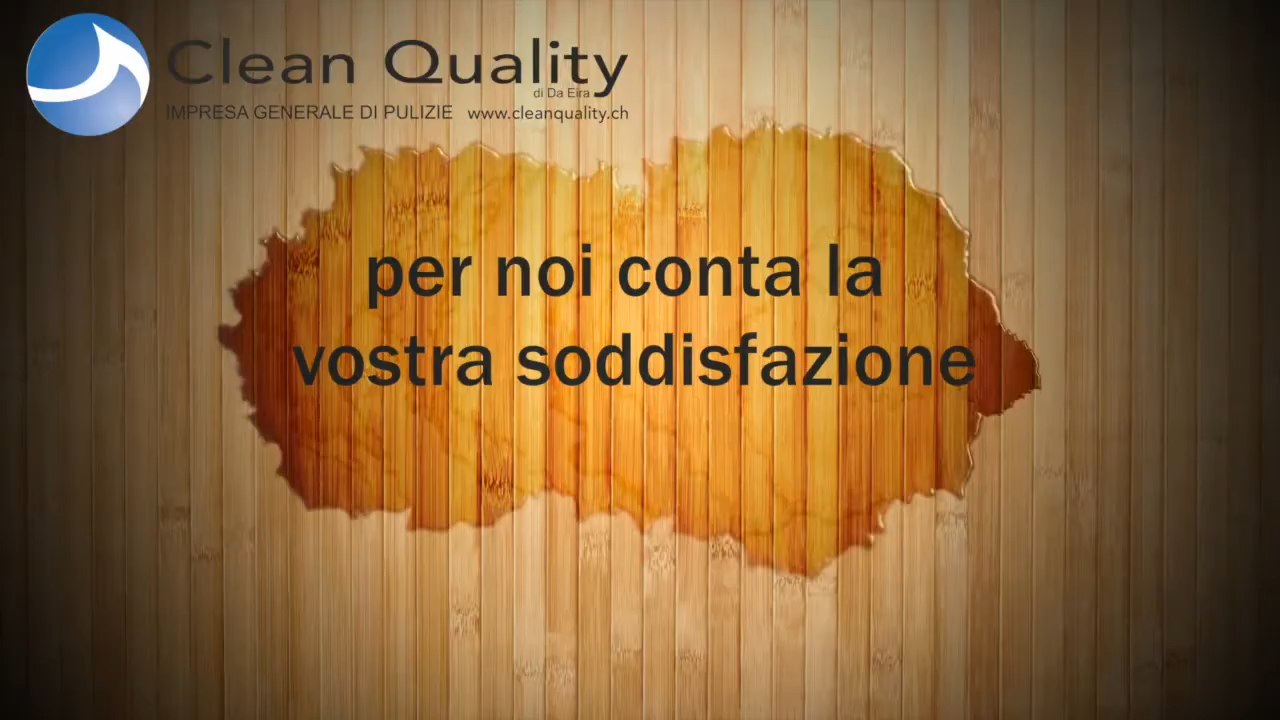 Clean Quality
di Da Eira
IMPRESA GENERALE DI PULIZIE www.cleanquality.ch
per noi conta la
vostra soddisfazione